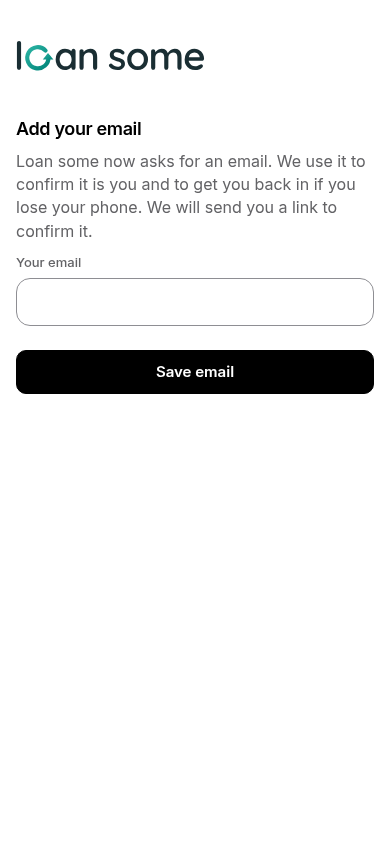 loan some
Add your email
Loan some now asks for an email. We use it to
confirm it is you and to get you back in if you
lose your phone. We will send you a link to
confirm it.
Your email
Save email